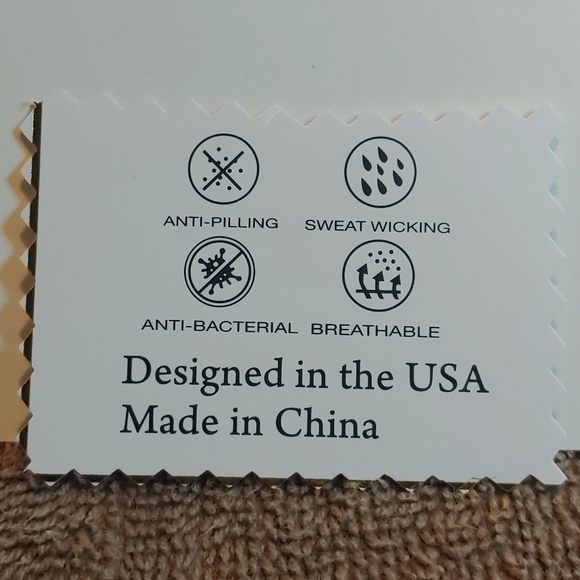 ANTI-PILLING SWEAT WICKING
ANTI-BACTERIAL BREATHABLE
Designed in the USA
Made in China